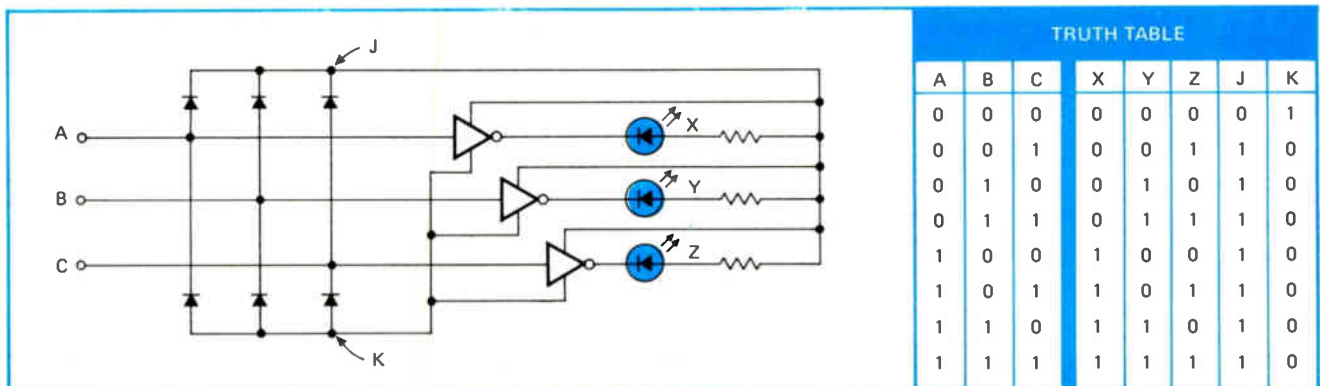 J
A
B
C
K
X
Y
Z
TRUTH TABLE
A B C X Y Z J K
0 0 0 0 0 0 0 1
0 0 1 0 0 1 1 0
0 1 0 0 1 0 1 0
0 1 1 0 1 1 1 0
1 0 0 1 0 0 1 0
1 0 1 1 0 1 1 0
1 1 0 1 1 0 1 0
1 1 1 1 1 1 1 0